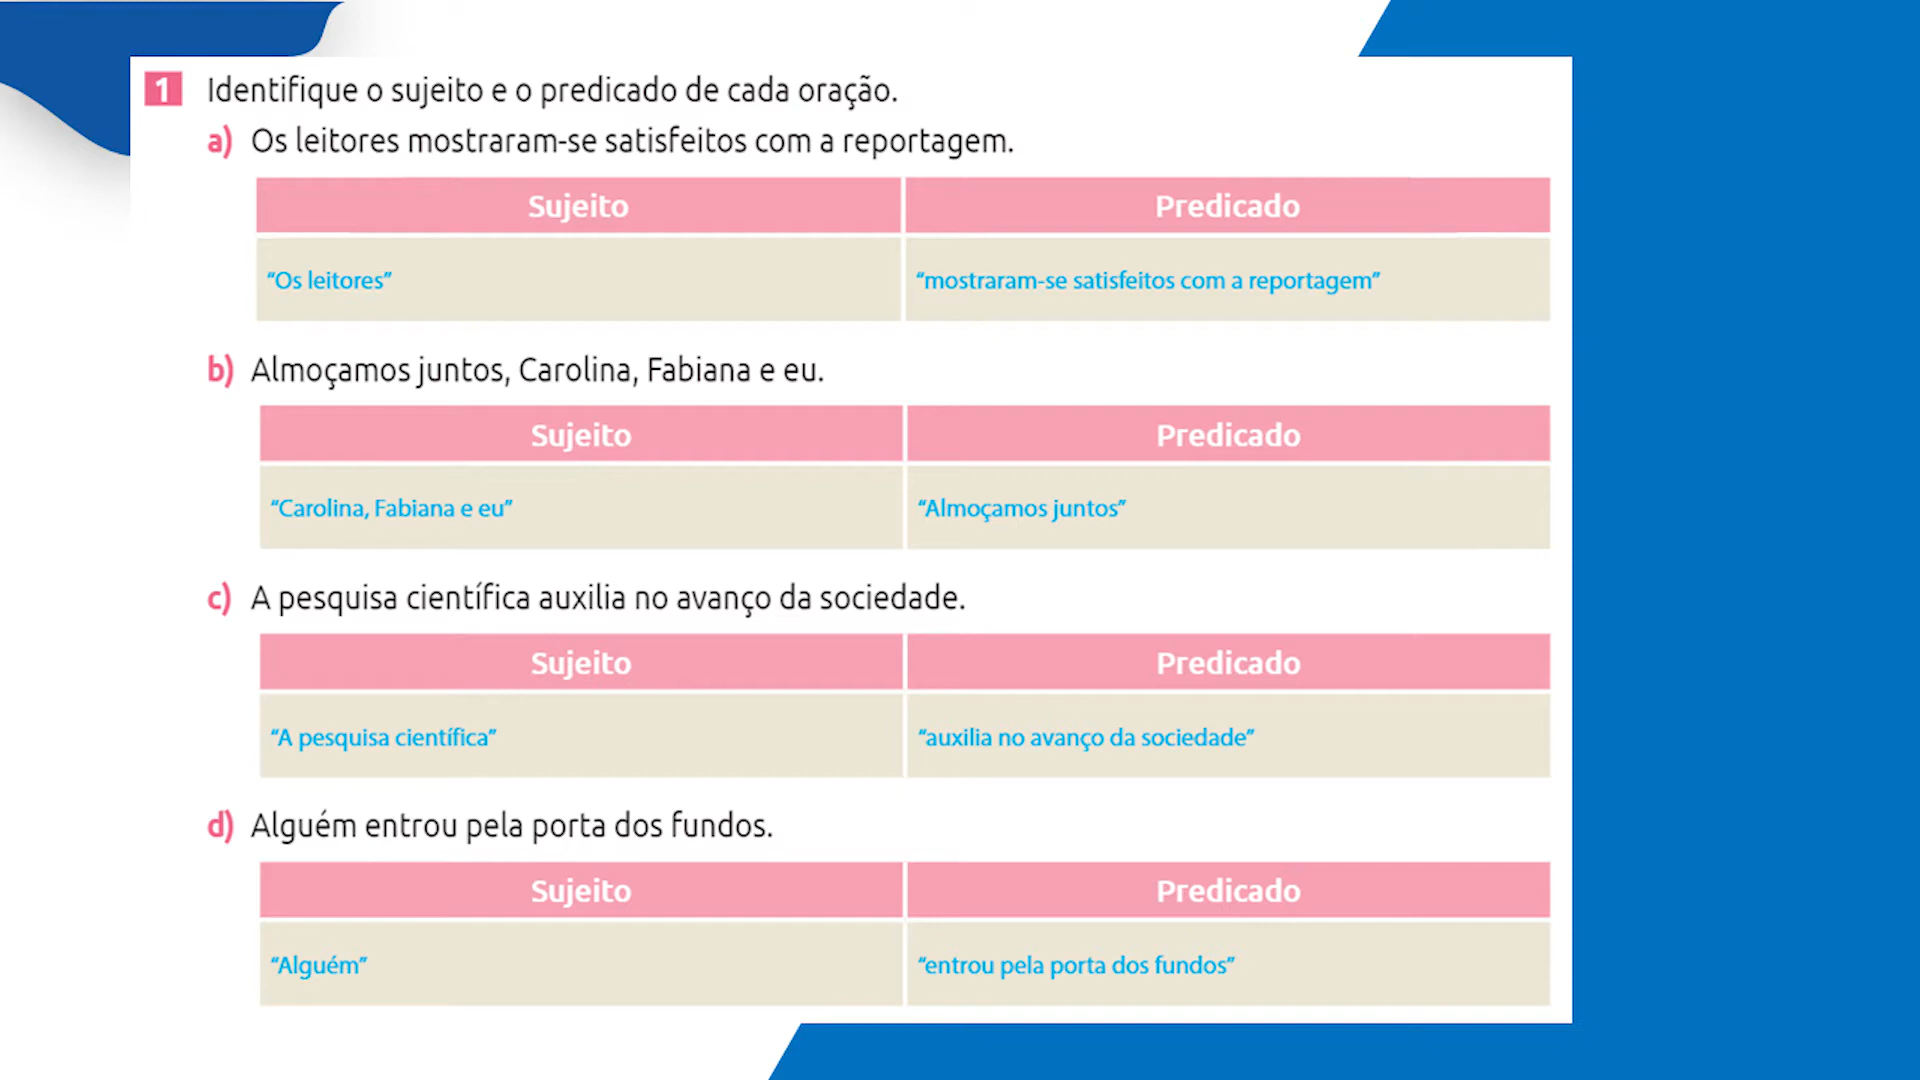 1 Identifique o sujeito e o predicado de cada oração.
a) Os leitores mostraram-se satisfeitos com a reportagem.
Sujeito Predicado
“Os leitores” “mostraram-se satisfeitos com a reportagem”
b) Almoçamos juntos, Carolina, Fabiana e eu.
Sujeito Predicado
“Carolina, Fabiana e eu” “Almoçamos juntos”
c) A pesquisa científica auxilia no avanço da sociedade.
Sujeito Predicado
“A pesquisa científica” “auxilia no avanço da sociedade”
d) Alguém entrou pela porta dos fundos.
Sujeito Predicado
“Alguém” “entrou pela porta dos fundos”